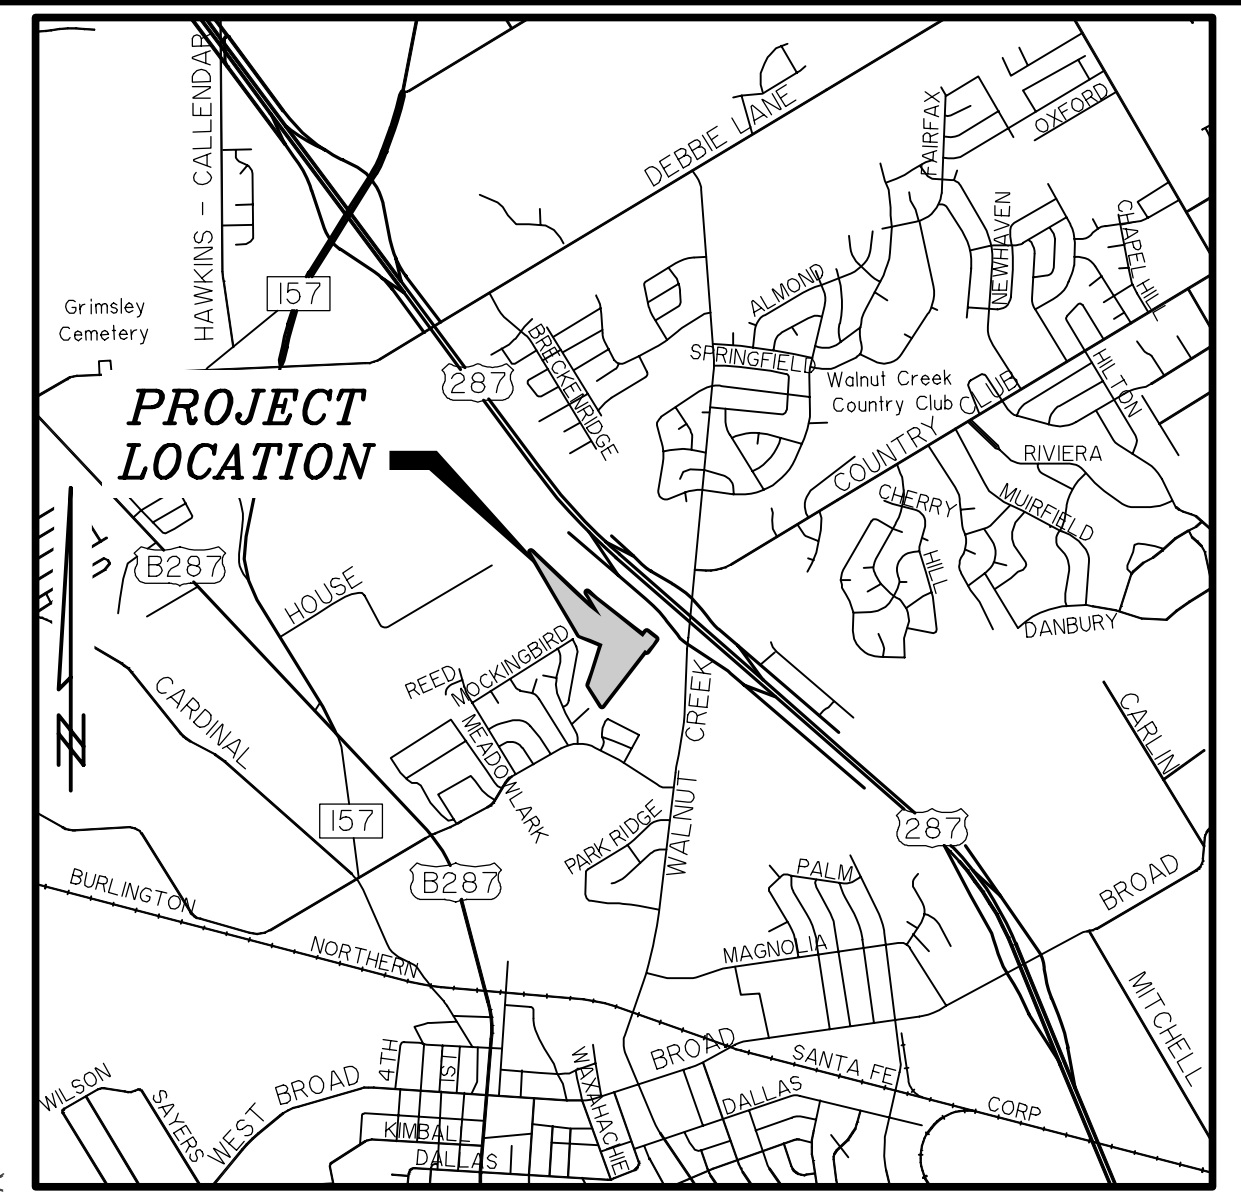 HAWKINS - CALLENDAR
DEBBIE LANE
FAIRFAX
OXFORD
NEWHAVEN
CHAPEL HILL
157
Grimsley
Cemetery
ALMOND
BRECKENRIDGE
SPRINGFIELD
287
Walnut Creek
Country Club
COUNTRY CLUB
HILTON
PROJECT
LOCATION
RIVIERA
CHERRY HILL
MUIRFIELD
B287
HOUSE
DANBURY
MOCKINGBIRD
REED
CARDINAL
MEADOWLARK
WALNUT CREEK
CARLIN
157
PARK RIDGE
287
B287
PALM
BROAD
BURLINGTON NORTHERN
MAGNOLIA
MITCHELL
4TH
1ST
WAXAHACHIE
BROAD
SANTA FE CORP
WILSON
SAYERS
WEST BROAD
DALLAS
KIMBALL
DALLAS
N